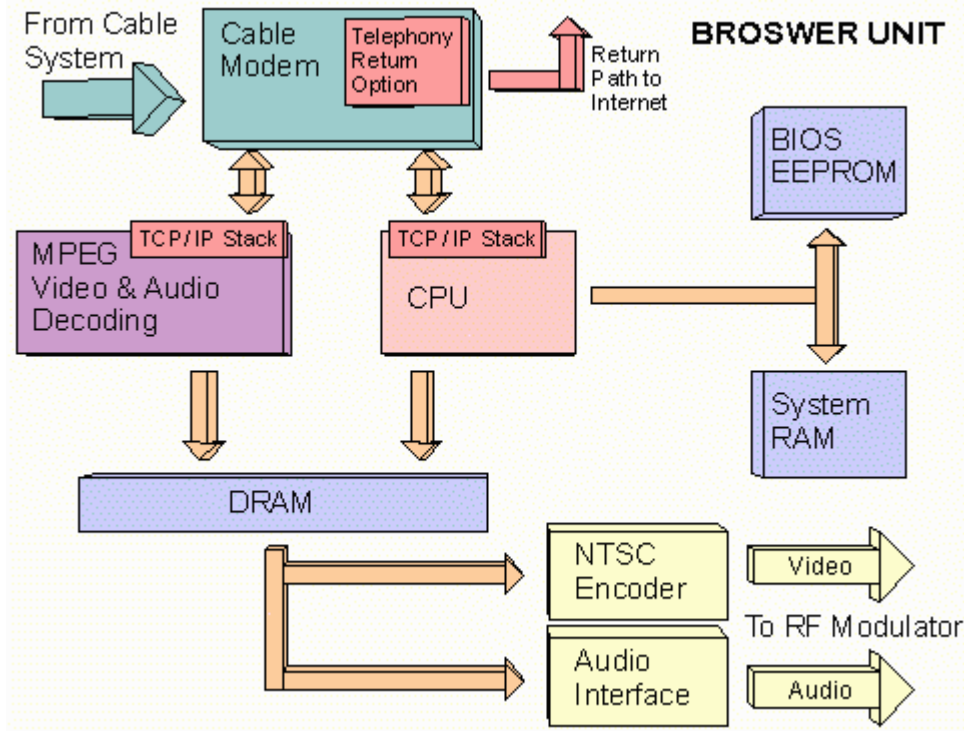 From Cable
System
Cable
Modem
Telephony
Return
Option
Return
Path to
Internet
BROSWER UNIT
BIOS
EEPROM
TCP/IP Stack
MPEG
Video & Audio
Decoding
TCP/IP Stack
CPU
System
RAM
DRAM
NTSC
Encoder
Video
To RF Modulator
Audio
Interface
Audio